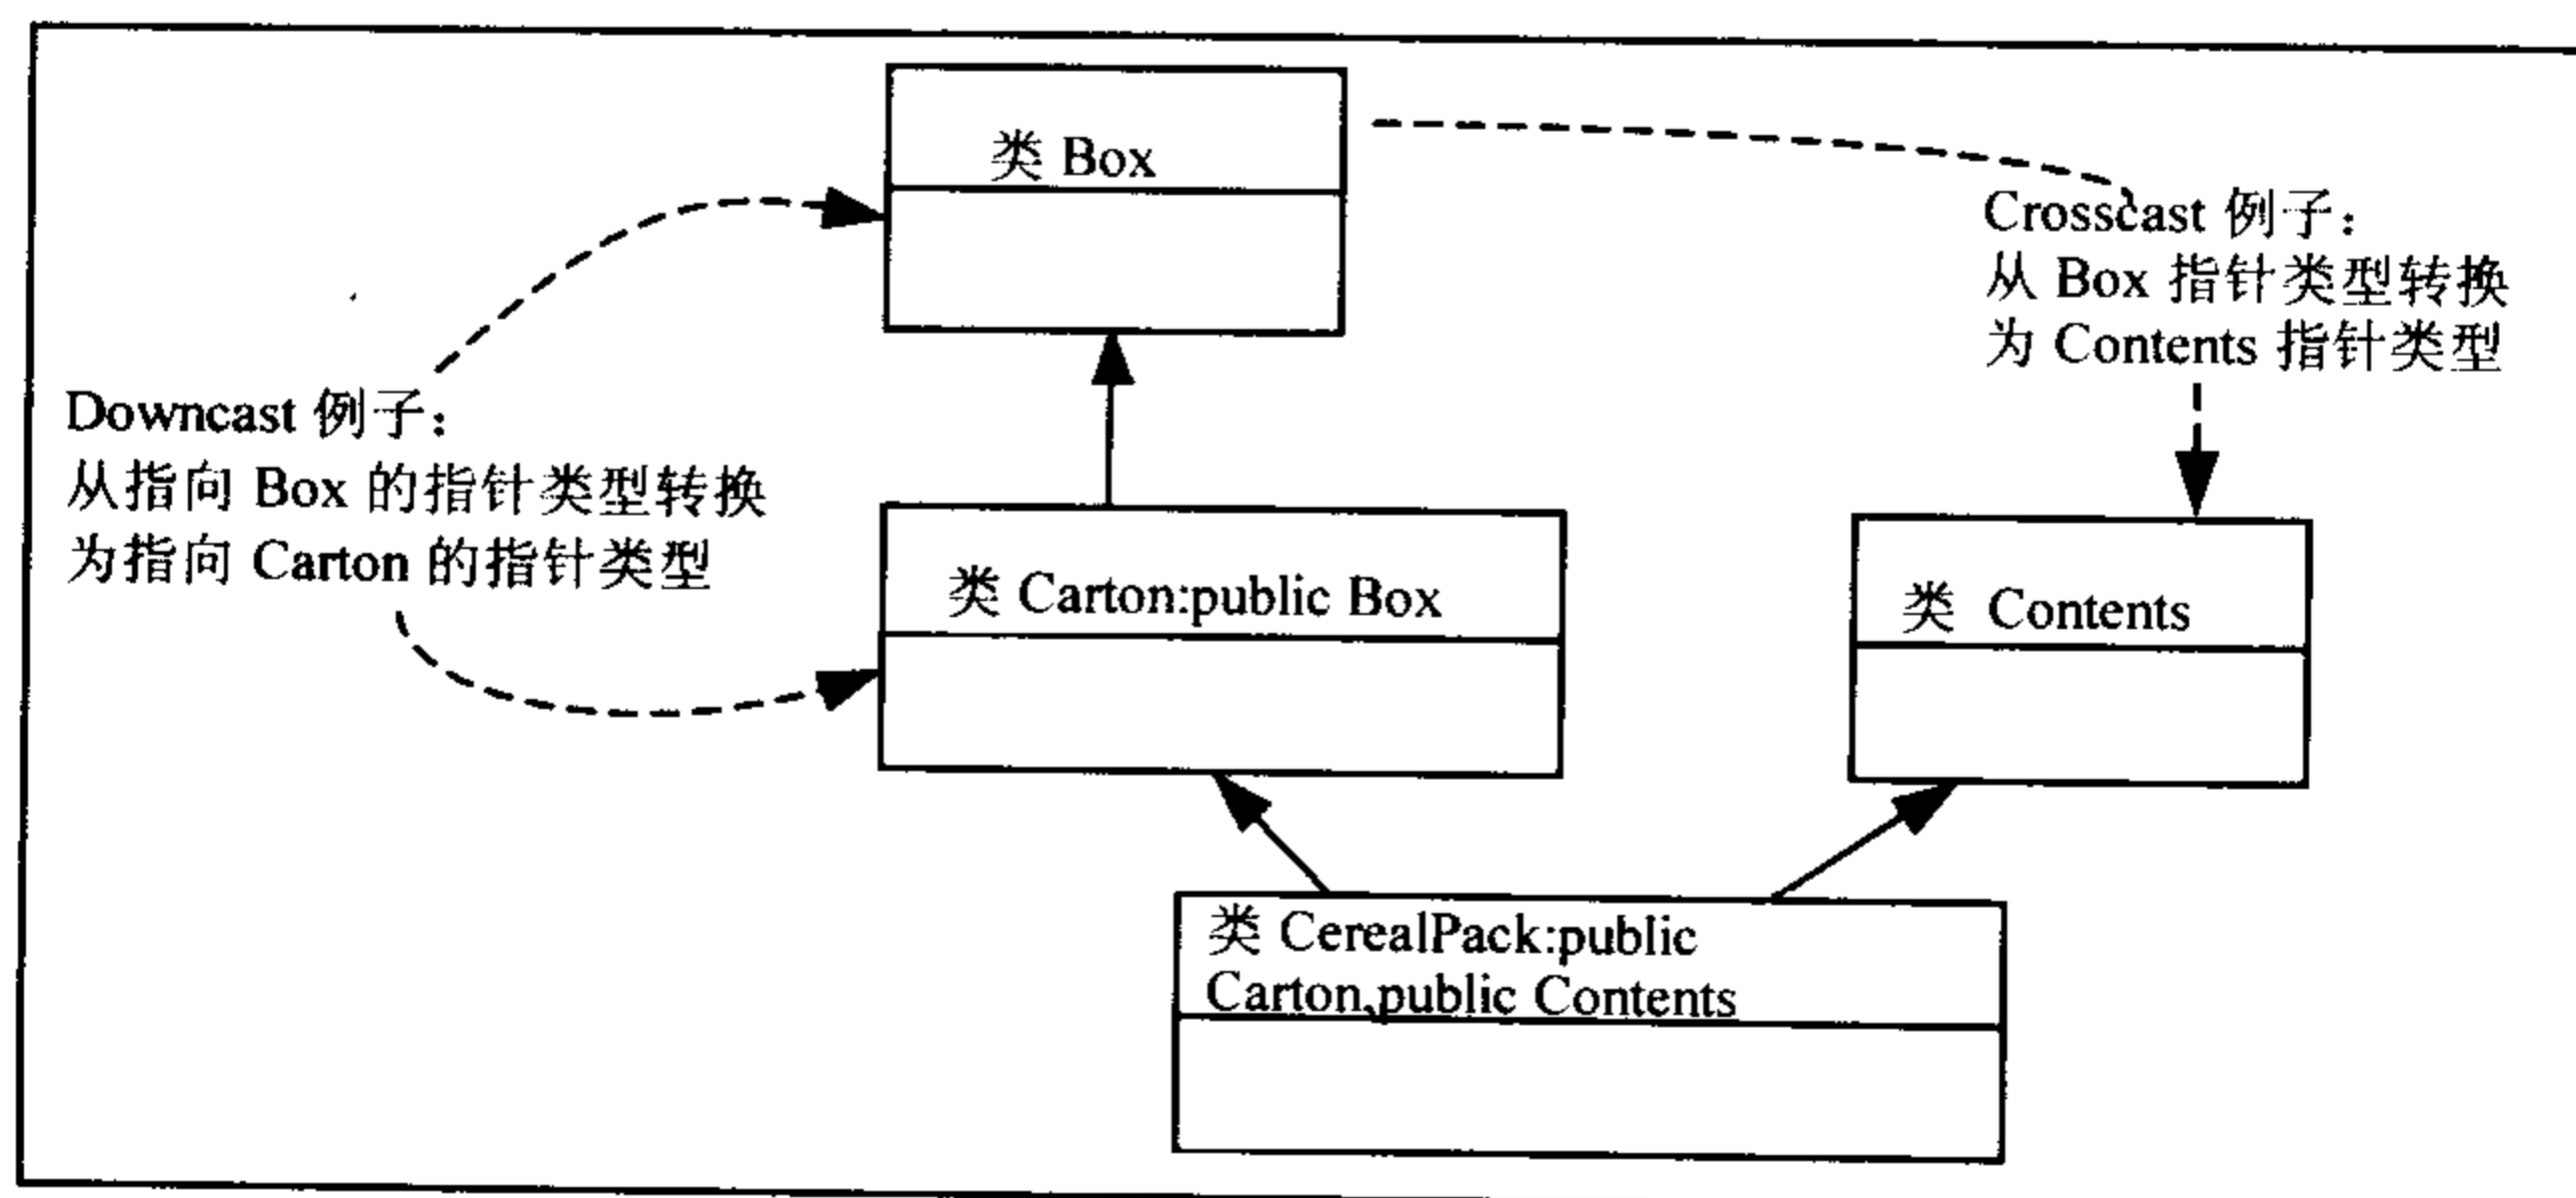 类 Box
Crosscast 例子：
从 Box 指针类型转换
为 Contents 指针类型
Downcast 例子：
从指向 Box 的指针类型转换
为指向 Carton 的指针类型
类 Carton:public Box
类 Contents
类 CerealPack:public
Carton,public Contents